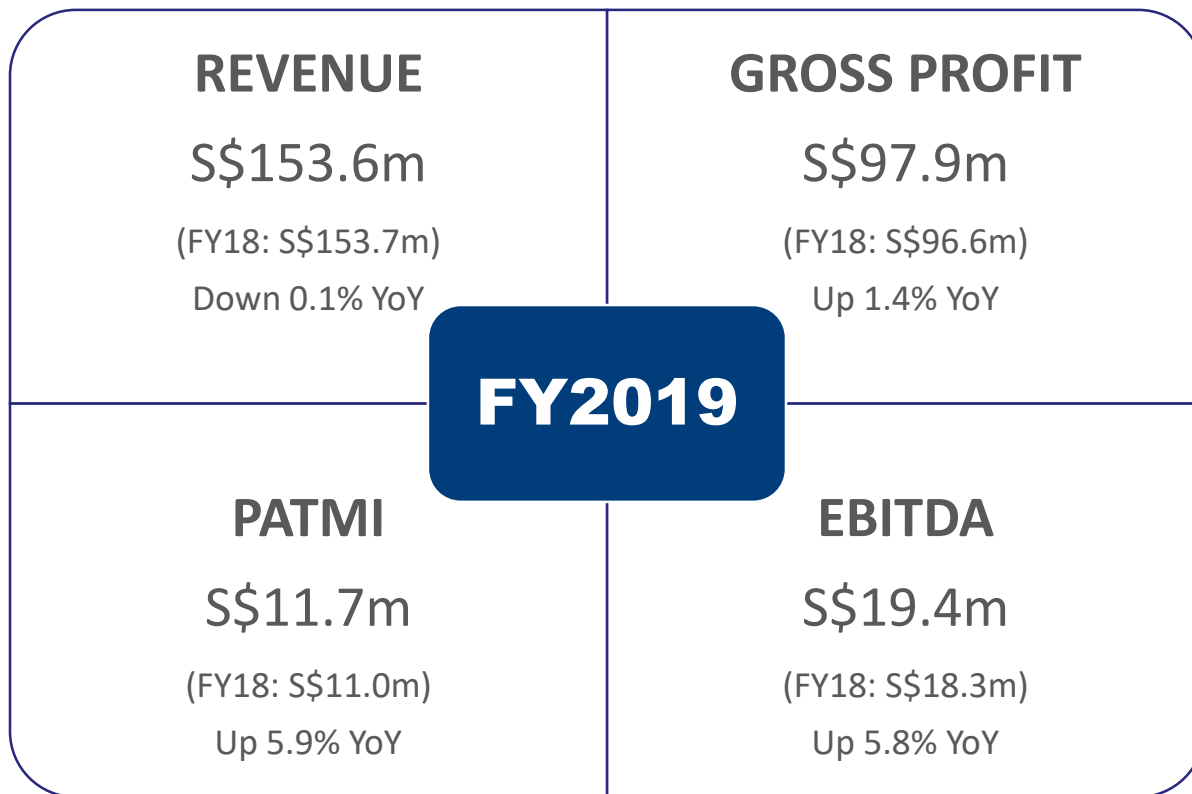 REVENUE
S$153.6m
(FY18: S$153.7m)
Down 0.1% YoY
GROSS PROFIT
S$97.9m
(FY18: S$96.6m)
Up 1.4% YoY
FY2019
PATMI
S$11.7m
(FY18: S$11.0m)
Up 5.9% YoY
EBITDA
S$19.4m
(FY18: S$18.3m)
Up 5.8% YoY